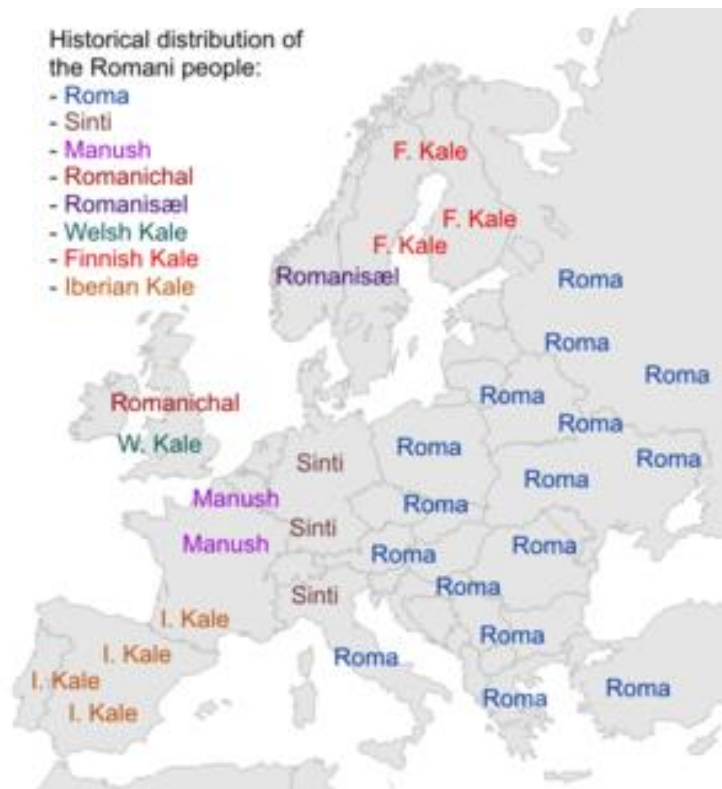 Historical distribution of
the Romani people:
- Roma
- Sinti
- Manush
- Romanichal
- Romanisæl
- Welsh Kale
- Finnish Kale
- Iberian Kale
F. Kale
F. Kale
F. Kale
Romanisæl
Roma
Roma
Roma
Roma
Romanichal
Roma
W. Kale
Roma
Sinti
Roma
Roma
Manush
Roma
Sinti
Manush
Roma
Roma
Roma
Sinti
I. Kale
Roma
I. Kale
Roma
I. Kale
Roma
Roma
I. Kale